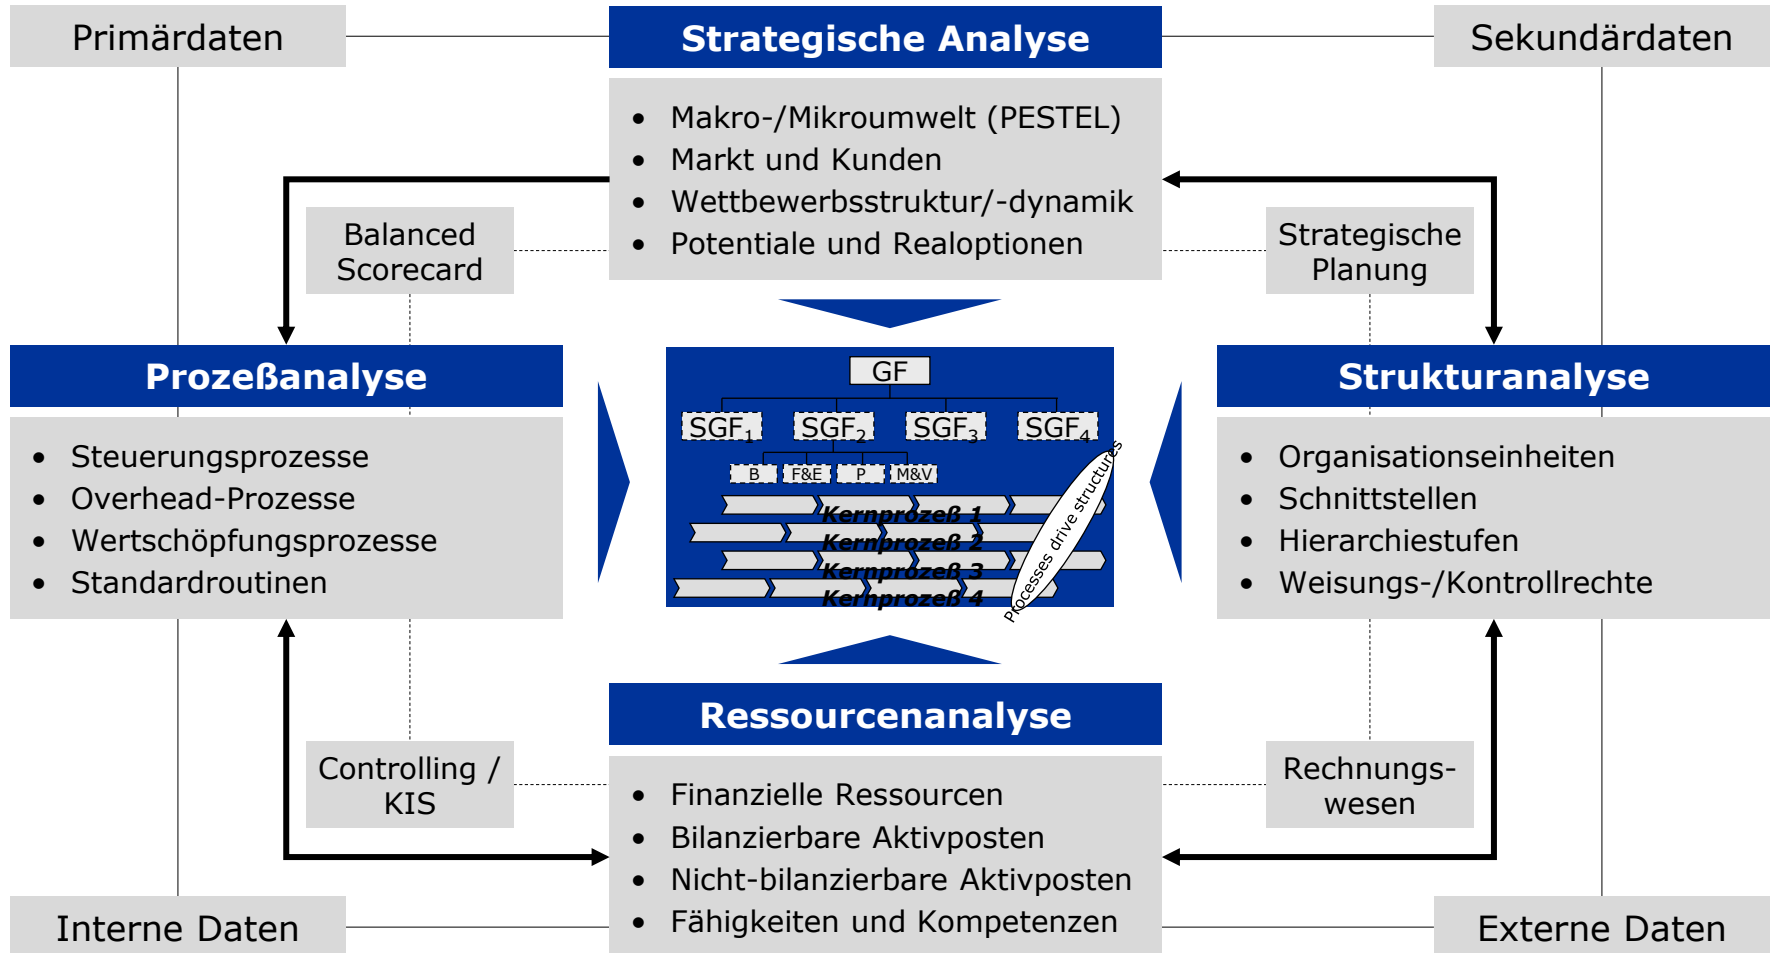 Primärdaten
Strategische Analyse
Sekundärdaten
• Makro-/Mikroumwelt (PESTEL)
• Markt und Kunden
• Wettbewerbsstruktur/-dynamik
• Potentiale und Realoptionen
Balanced
Scorecard
Strategische
Planung
Prozeßanalyse
• Steuerungsprozesse
• Overhead-Prozesse
• Wertschöpfungsprozesse
• Standardroutinen
GF
SGF1 SGF2 SGF3 SGF4
B F&E P M&V
Kernprozeß 1
Kernprozeß 2
Kernprozeß 3
Kernprozeß 4
Processes drive structures
Strukturanalyse
• Organisationseinheiten
• Schnittstellen
• Hierarchiestufen
• Weisungs-/Kontrollrechte
Controlling /
KIS
Ressourcenanalyse
• Finanzielle Ressourcen
• Bilanzierbare Aktivposten
• Nicht-bilanzierbare Aktivposten
• Fähigkeiten und Kompetenzen
Rechnungs-
wesen
Interne Daten
Externe Daten